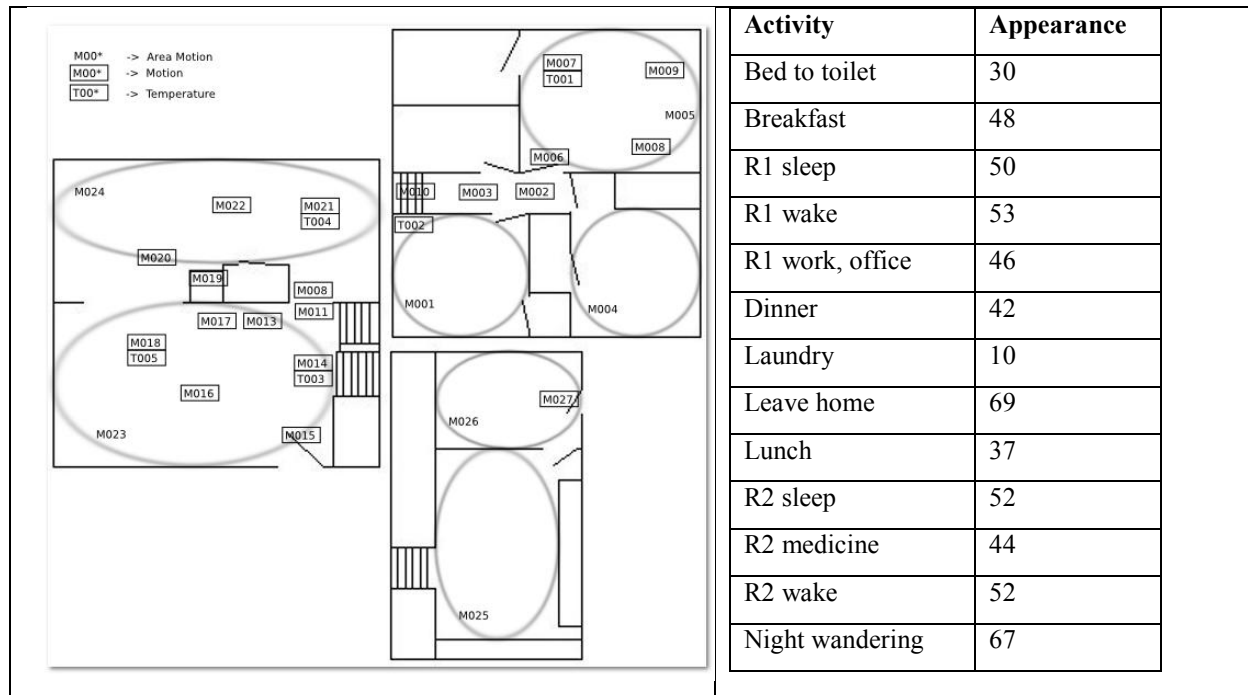 M00* -> Area Motion
M00* -> Motion
T00* -> Temperature
M007
T001
M009
M005
M008
M006
M010
M003
M002
T002
M001
M004
M024
M022
M021
T004
M020
M019
M008
M011
M017
M013
M018
T005
M014
T003
M016
M023
M015
M027
M026
M025
Activity Appearance
Bed to toilet 30
Breakfast 48
R1 sleep 50
R1 wake 53
R1 work, office 46
Dinner 42
Laundry 10
Leave home 69
Lunch 37
R2 sleep 52
R2 medicine 44
R2 wake 52
Night wandering 67